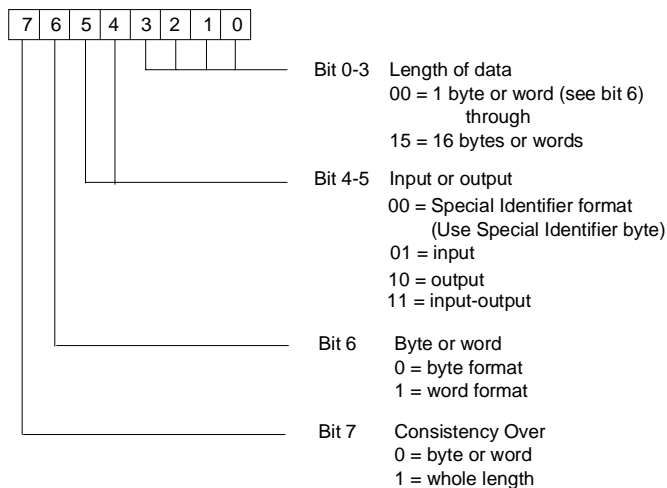 7 6 5 4 3 2 1 0
Bit 0-3 Length of data
00 = 1 byte or word (see bit 6)
through
15 = 16 bytes or words
Bit 4-5 Input or output
00 = Special Identifier format
(Use Special Identifier byte)
01 = input
10 = output
11 = input-output
Bit 6 Byte or word
0 = byte format
1 = word format
Bit 7 Consistency Over
0 = byte or word
1 = whole length